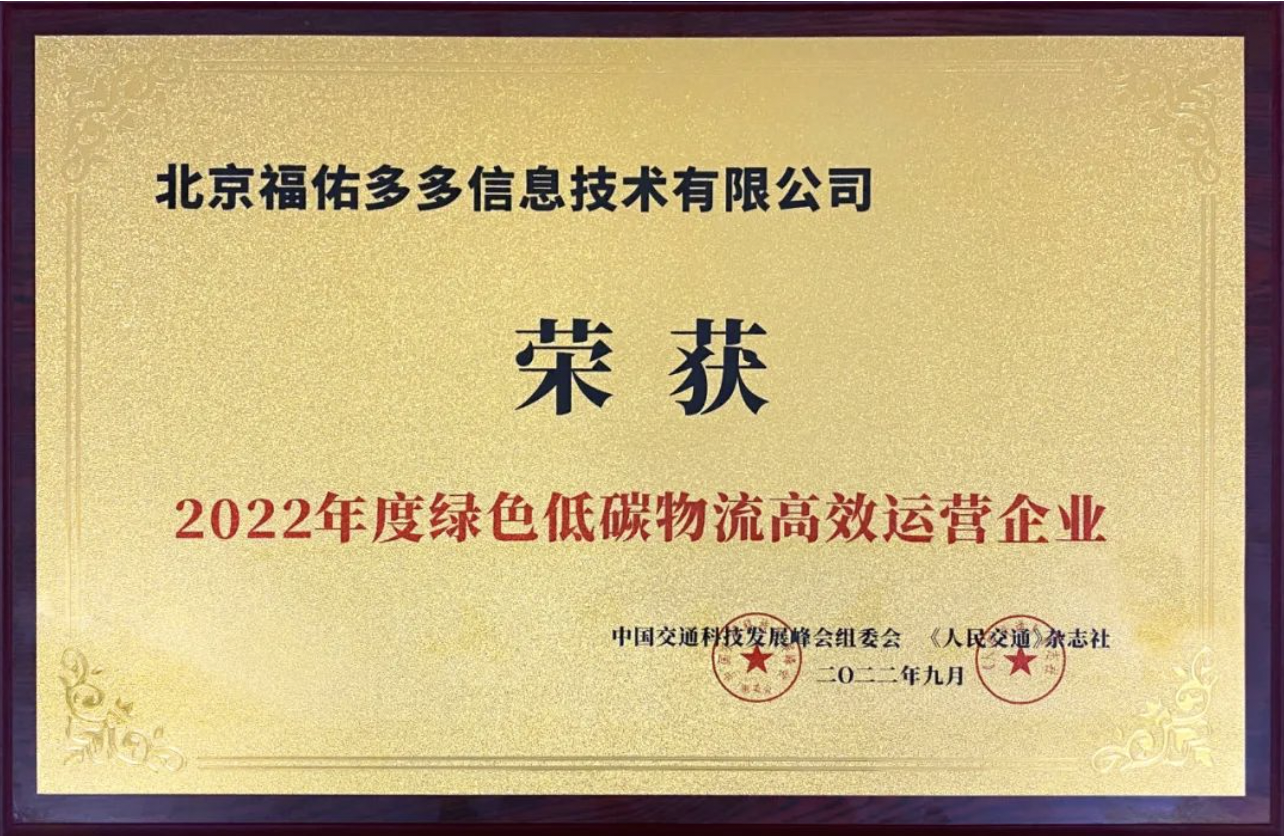 北京福佑多多信息技术有限公司
荣获
2022年度绿色低碳物流高效运营企业
中国交通科技发展峰会组委会 《人民交通》杂志社
二〇二二年九月